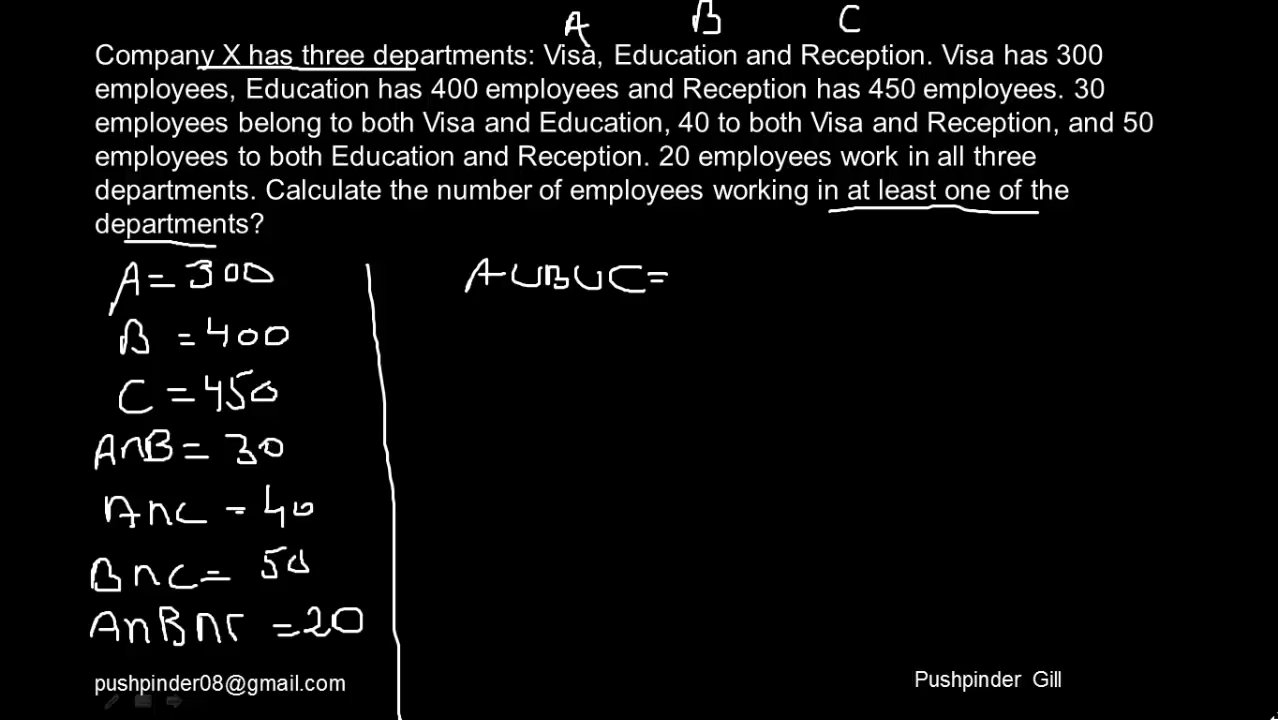 A B C
Company X has three departments: Visa, Education and Reception. Visa has 300
employees, Education has 400 employees and Reception has 450 employees. 30
employees belong to both Visa and Education, 40 to both Visa and Reception, and 50
employees to both Education and Reception. 20 employees work in all three
departments. Calculate the number of employees working in at least one of the
departments?
A = 300
A∪B∪C=
B = 400
C = 450
A∩B = 30
A∩C = 40
B∩C = 50
A∩B∩C = 20
pushpinder08@gmail.com
Pushpinder Gill